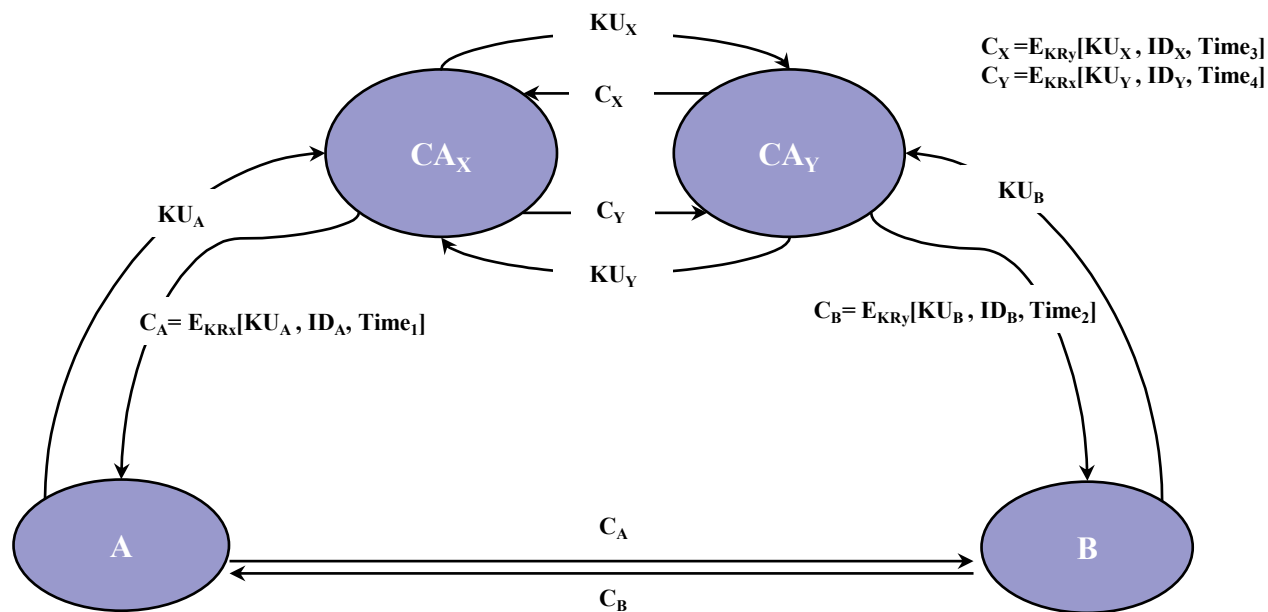 KU_X
C_X =E_KRy[KU_X , ID_X, Time_3]
C_Y =E_KRx[KU_Y , ID_Y, Time_4]
C_X
CA_X
CA_Y
KU_A
C_Y
KU_B
KU_Y
C_A= E_KRx[KU_A , ID_A, Time_1]
C_B= E_KRy[KU_B , ID_B, Time_2]
C_A
A
B
C_B